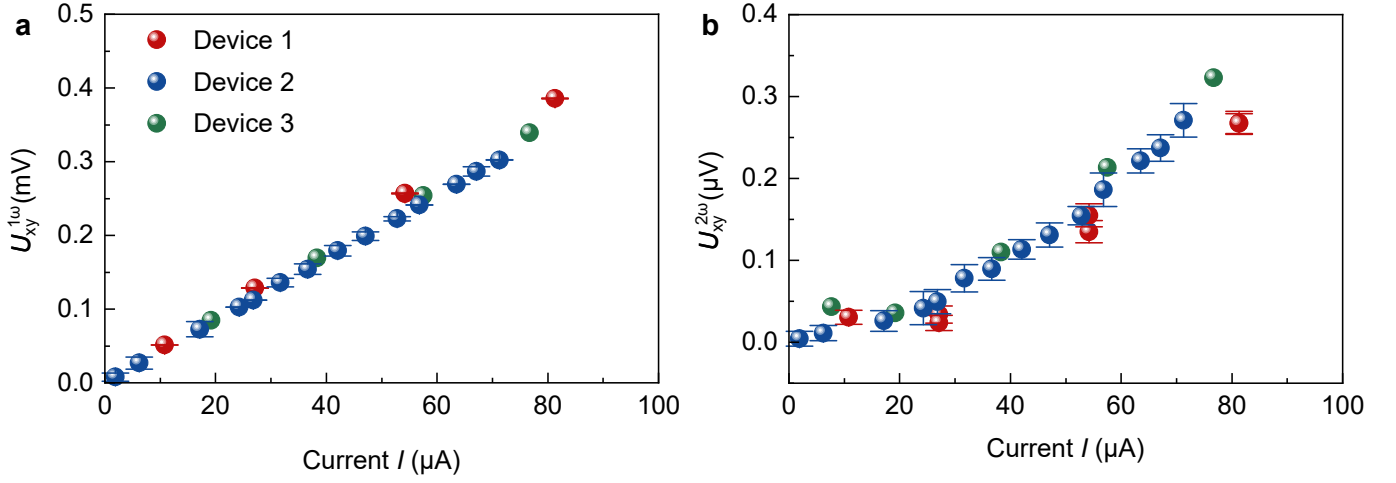 a
Device 1
Device 2
Device 3
U_xy^1ω (mV)
0.5
0.4
0.3
0.2
0.1
0.0
0 20 40 60 80 100
Current I (μA)
b
U_xy^2ω (μV)
0.4
0.3
0.2
0.1
0.0
0 20 40 60 80 100
Current I (μA)